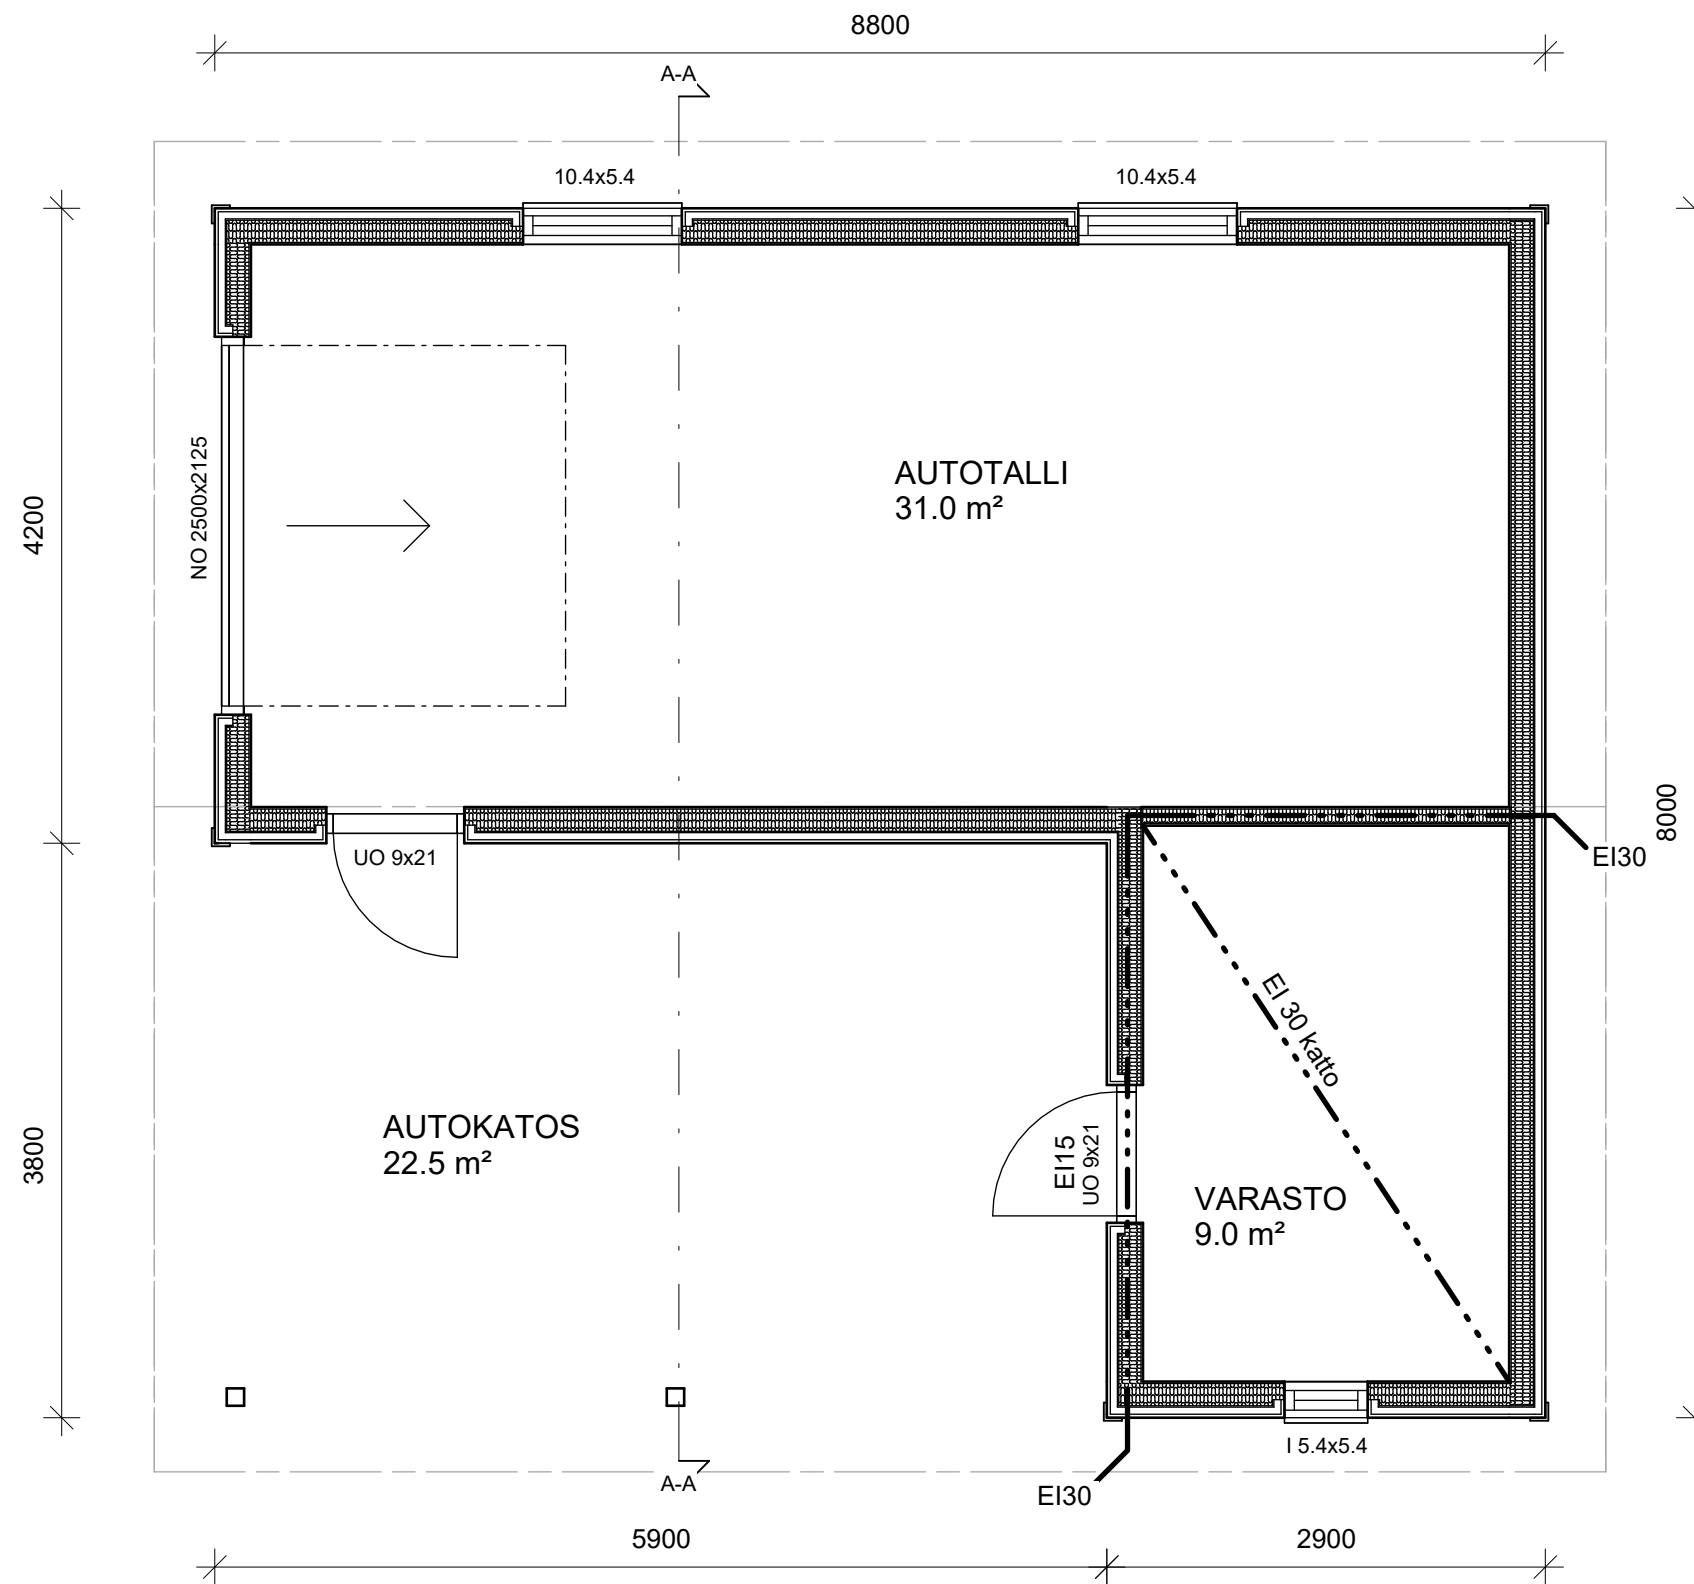 8800
A-A
10.4x5.4
10.4x5.4
NO 2500x2125
4200
AUTOTALLI
31.0 m²
8000
UO 9x21
EI30
EI 30 katto
3800
AUTOKATOS
22.5 m²
EI15
UO 9x21
VARASTO
9.0 m²
I 5.4x5.4
A-A
EI30
5900
2900